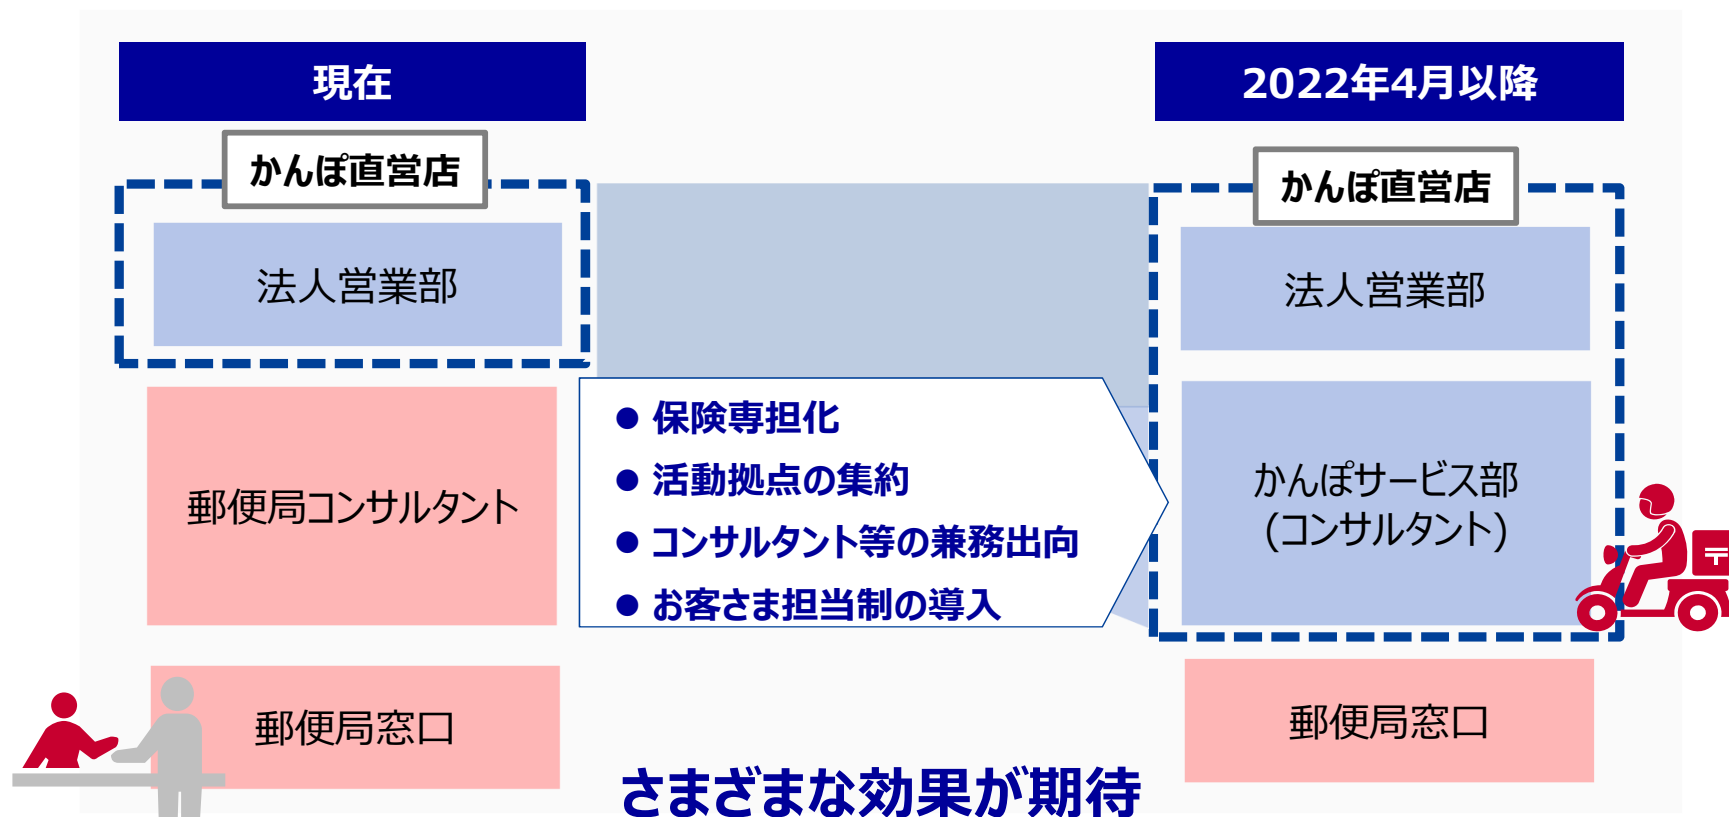 現在
2022年4月以降
かんぽ直営店
かんぽ直営店
法人営業部
法人営業部
● 保険専担化
● 活動拠点の集約
● コンサルタント等の兼務出向
● お客さま担当制の導入
郵便局コンサルタント
かんぽサービス部
(コンサルタント)
〒
郵便局窓口
郵便局窓口
さまざまな効果が期待